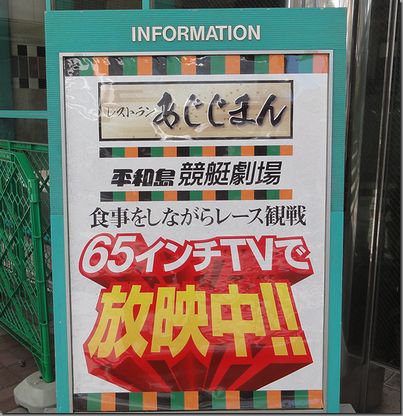 INFORMATION
レストラン あじじまん
平和島 競艇劇場
食事をしながらレース観戦
65インチTVで
放映中!!